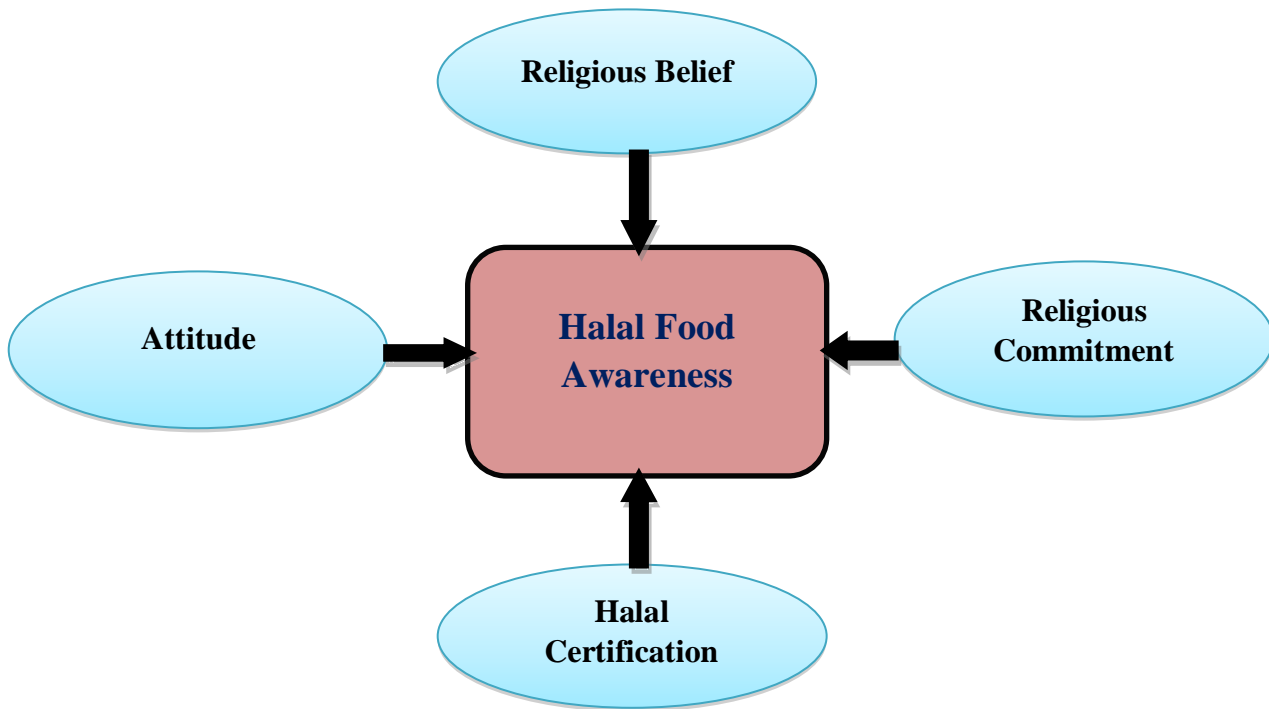 Religious Belief
Attitude
Halal Food
Awareness
Religious
Commitment
Halal
Certification